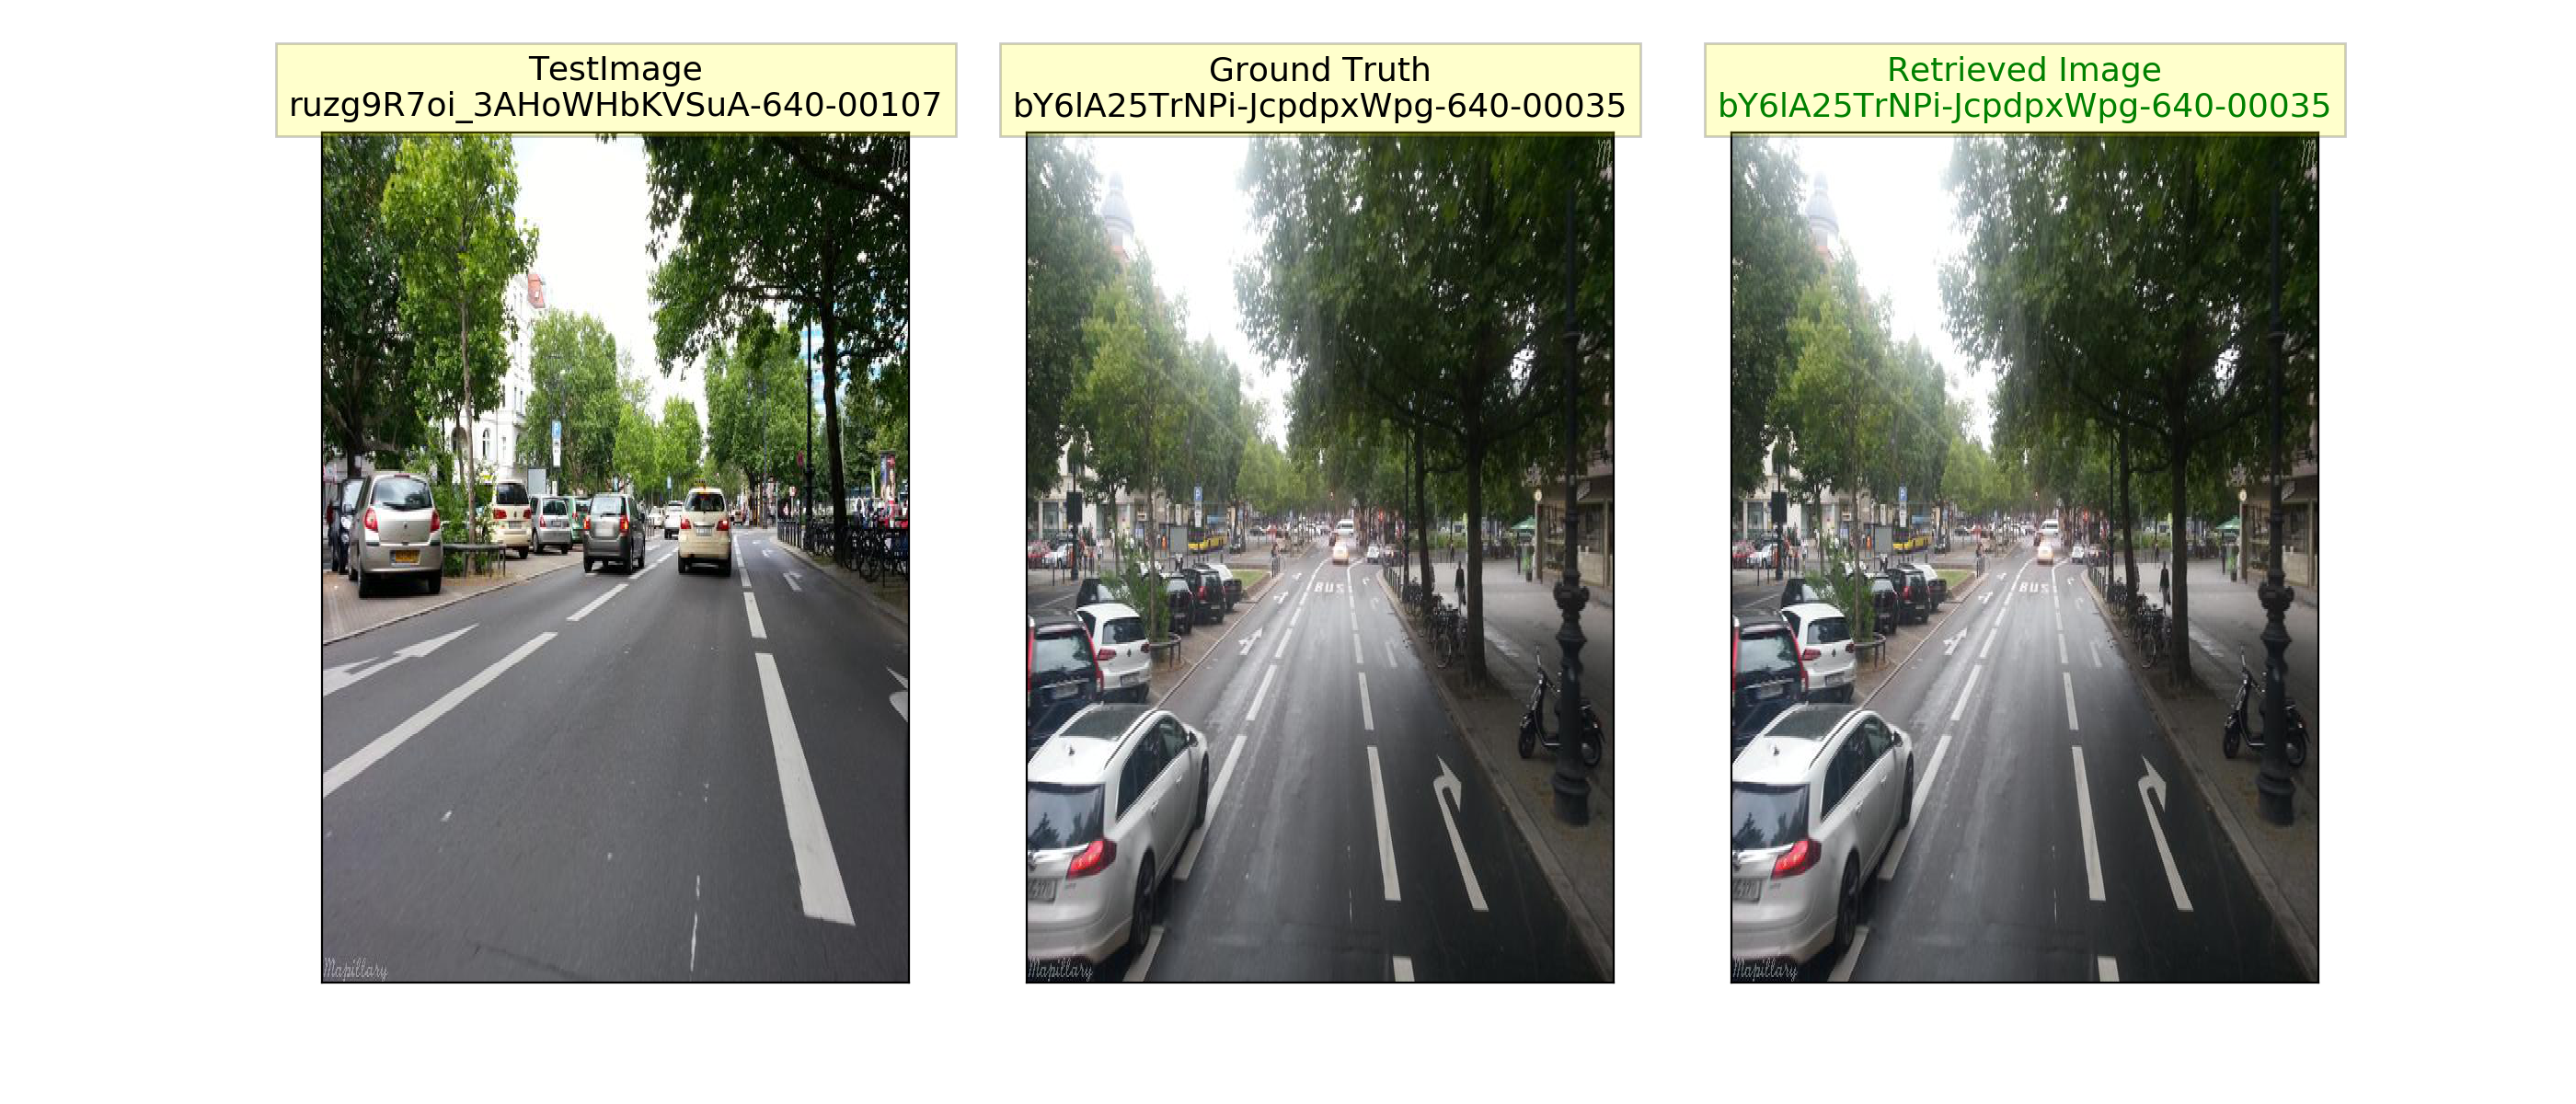 TestImage
ruzg9R7oi_3AHoWHbKVSuA-640-00107
Ground Truth
bY6lA25TrNPi-JcpdpxWpg-640-00035
Retrieved Image
bY6lA25TrNPi-JcpdpxWpg-640-00035
M
M
M
P
P
P
BUS
BUS
Mapillary
Mapillary
Mapillary